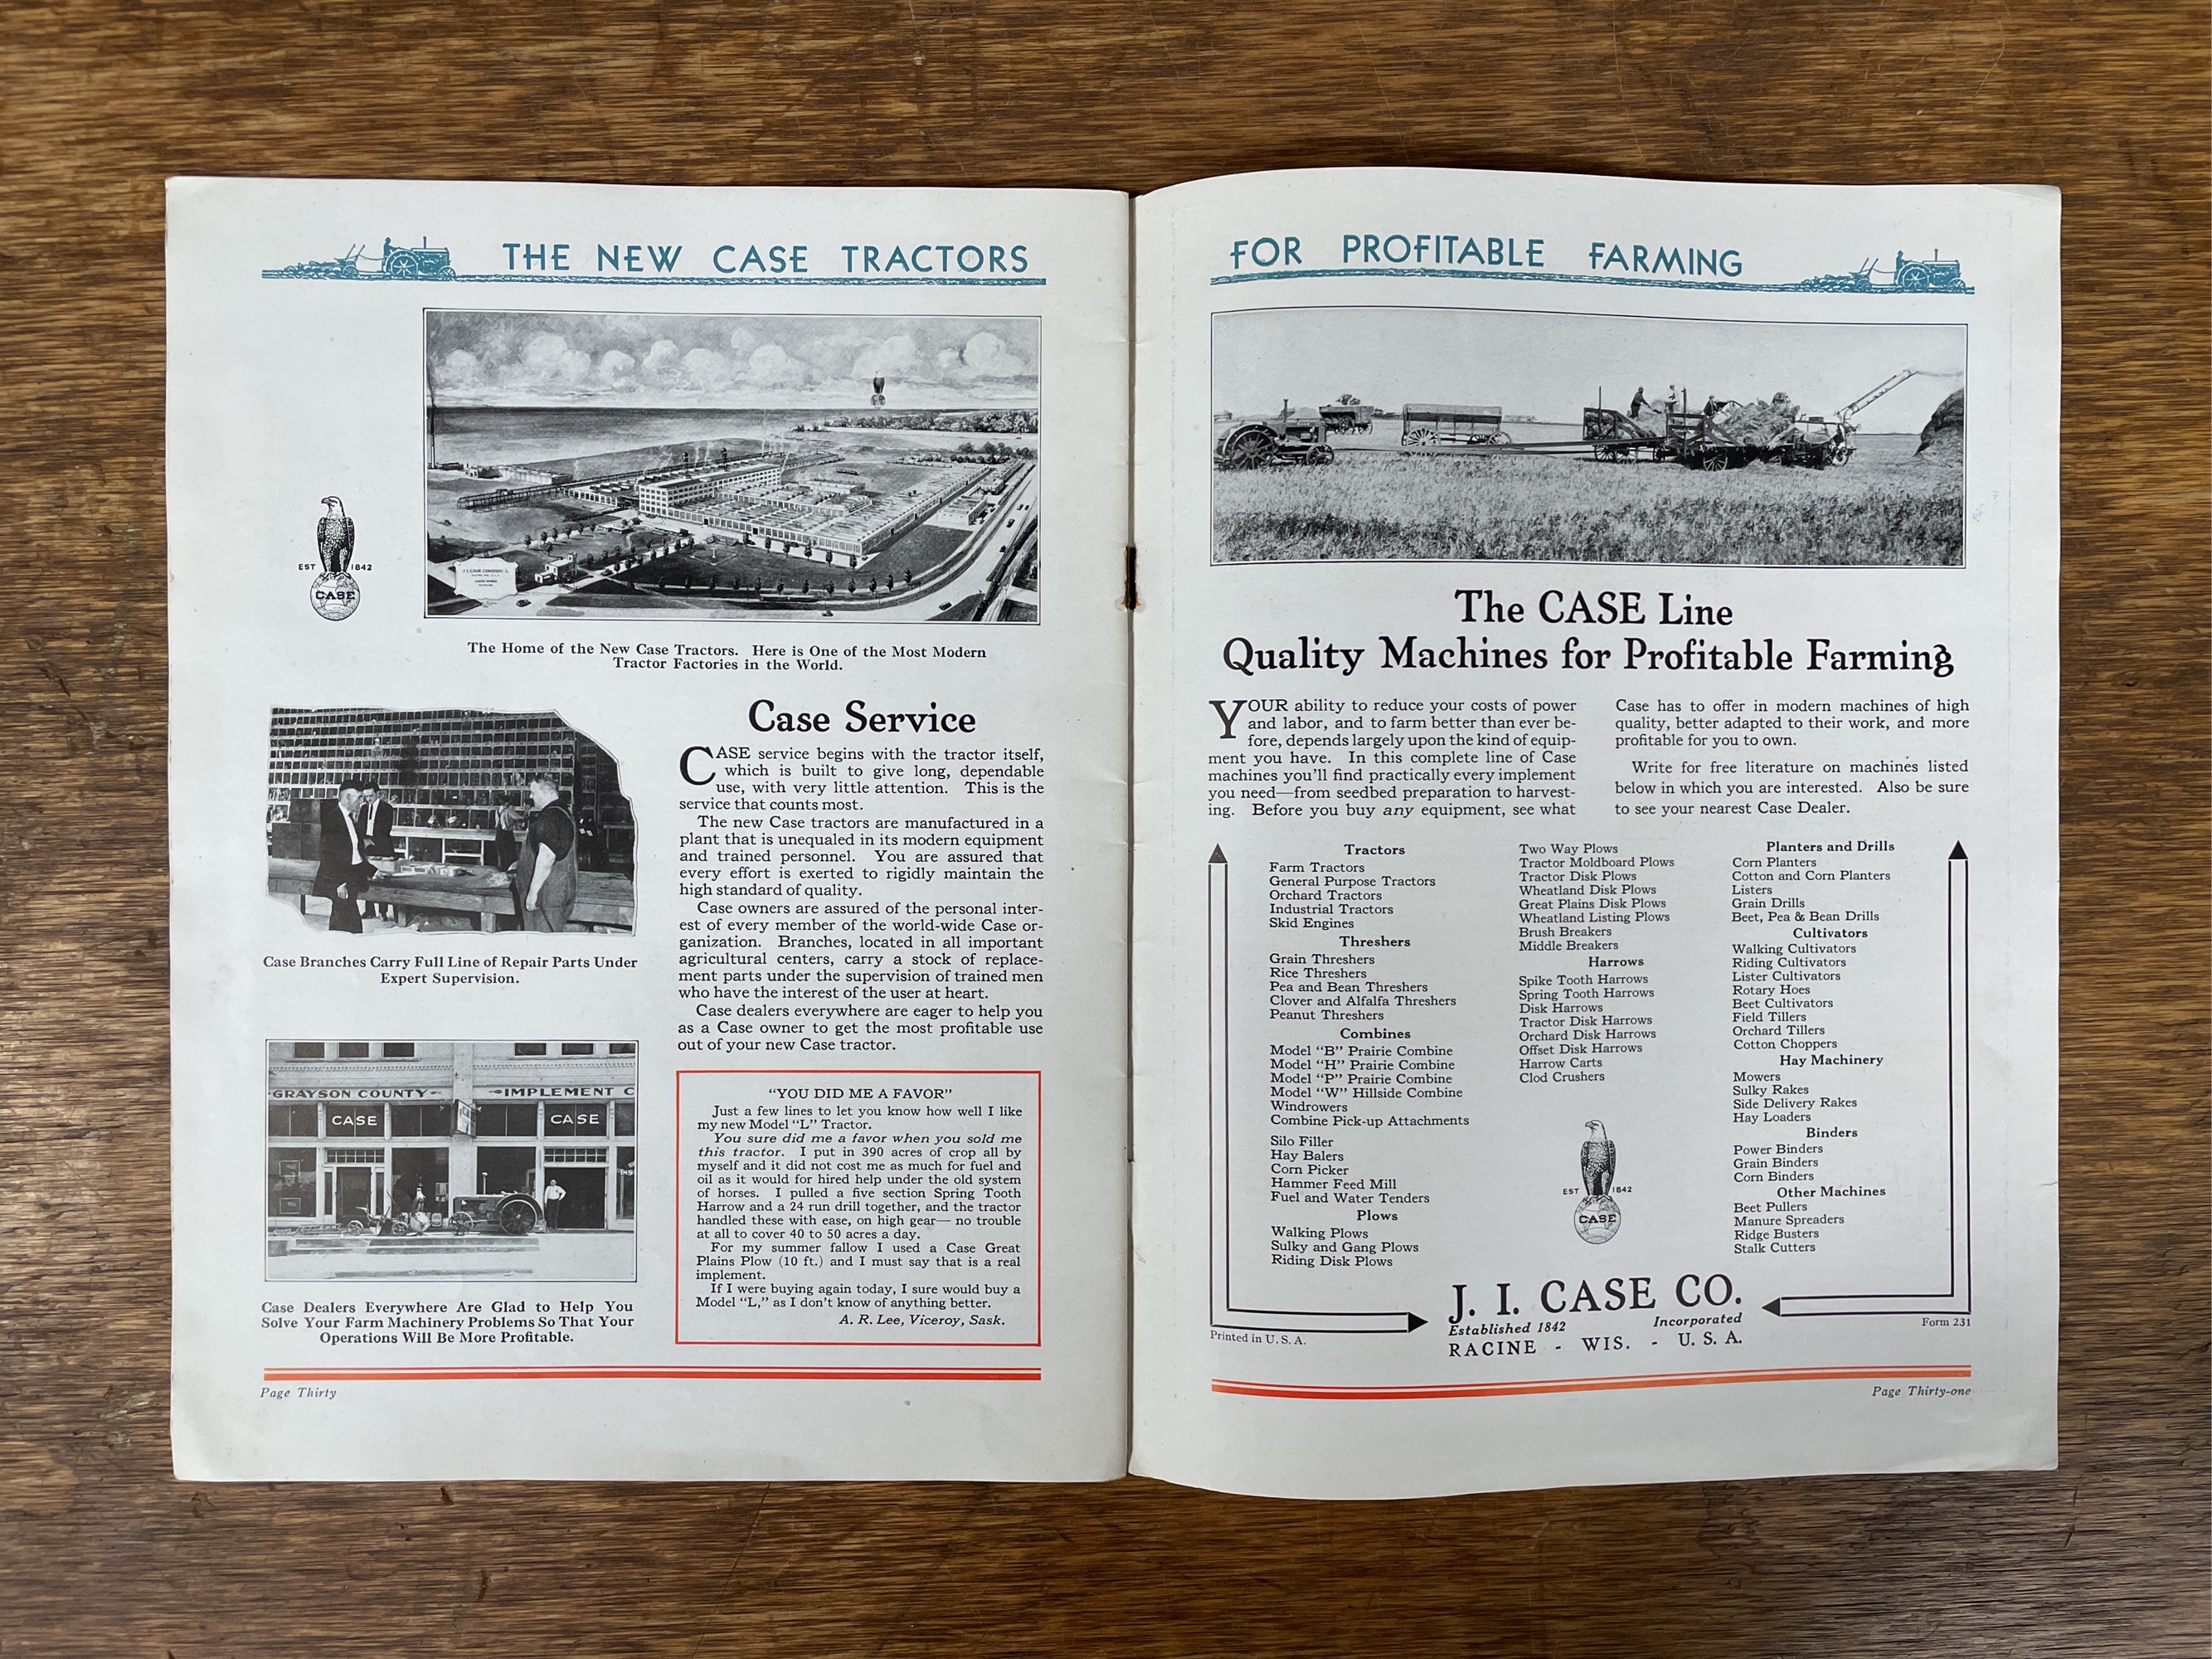 THE NEW CASE TRACTORS
EST 1842
CASE
J. I. CASE COMPANY
The Home of the New Case Tractors. Here is One of the Most Modern
Tractor Factories in the World.
Case Branches Carry Full Line of Repair Parts Under
Expert Supervision.
GRAYSON COUNTY
IMPLEMENT C
CASE
CASE
Case Dealers Everywhere Are Glad to Help You
Solve Your Farm Machinery Problems So That Your
Operations Will Be More Profitable.
Case Service
CASE service begins with the tractor itself,
which is built to give long, dependable
use, with very little attention. This is the
service that counts most.
The new Case tractors are manufactured in a
plant that is unequaled in its modern equipment
and trained personnel. You are assured that
every effort is exerted to rigidly maintain the
high standard of quality.
Case owners are assured of the personal inter-
est of every member of the world-wide Case or-
ganization. Branches, located in all important
agricultural centers, carry a stock of replace-
ment parts under the supervision of trained men
who have the interest of the user at heart.
Case dealers everywhere are eager to help you
as a Case owner to get the most profitable use
out of your new Case tractor.
"YOU DID ME A FAVOR"
Just a few lines to let you know how well I like
my new Model "L" Tractor.
You sure did me a favor when you sold me
this tractor. I put in 390 acres of crop all by
myself and it did not cost me as much for fuel and
oil as it would for hired help under the old system
of horses. I pulled a five section Spring Tooth
Harrow and a 24 run drill together, and the tractor
handled these with ease, on high gear— no trouble
at all to cover 40 to 50 acres a day.
For my summer fallow I used a Case Great
Plains Plow (10 ft.) and I must say that is a real
implement.
If I were buying again today, I sure would buy a
Model "L," as I don't know of anything better.
A. R. Lee, Viceroy, Sask.
Page Thirty
FOR PROFITABLE FARMING
The CASE Line
Quality Machines for Profitable Farming
YOUR ability to reduce your costs of power
and labor, and to farm better than ever be-
fore, depends largely upon the kind of equip-
ment you have. In this complete line of Case
machines you'll find practically every implement
you need—from seedbed preparation to harvest-
ing. Before you buy any equipment, see what
Case has to offer in modern machines of high
quality, better adapted to their work, and more
profitable for you to own.
Write for free literature on machines listed
below in which you are interested. Also be sure
to see your nearest Case Dealer.
Tractors
Farm Tractors
General Purpose Tractors
Orchard Tractors
Industrial Tractors
Skid Engines
Threshers
Grain Threshers
Rice Threshers
Pea and Bean Threshers
Clover and Alfalfa Threshers
Peanut Threshers
Combines
Model "B" Prairie Combine
Model "H" Prairie Combine
Model "P" Prairie Combine
Model "W" Hillside Combine
Windrowers
Combine Pick-up Attachments
Silo Filler
Hay Balers
Corn Picker
Hammer Feed Mill
Fuel and Water Tenders
Plows
Walking Plows
Sulky and Gang Plows
Riding Disk Plows
Two Way Plows
Tractor Moldboard Plows
Tractor Disk Plows
Wheatland Disk Plows
Great Plains Disk Plows
Wheatland Listing Plows
Brush Breakers
Middle Breakers
Harrows
Spike Tooth Harrows
Spring Tooth Harrows
Disk Harrows
Tractor Disk Harrows
Orchard Disk Harrows
Offset Disk Harrows
Harrow Carts
Clod Crushers
EST 1842
CASE
Planters and Drills
Corn Planters
Cotton and Corn Planters
Listers
Grain Drills
Beet, Pea & Bean Drills
Cultivators
Walking Cultivators
Riding Cultivators
Lister Cultivators
Rotary Hoes
Beet Cultivators
Field Tillers
Orchard Tillers
Cotton Choppers
Hay Machinery
Mowers
Sulky Rakes
Side Delivery Rakes
Hay Loaders
Binders
Power Binders
Grain Binders
Corn Binders
Other Machines
Beet Pullers
Manure Spreaders
Ridge Busters
Stalk Cutters
J. I. CASE CO.
Established 1842 Incorporated
RACINE - WIS. - U. S. A.
Printed in U. S. A.
Form 231
Page Thirty-one